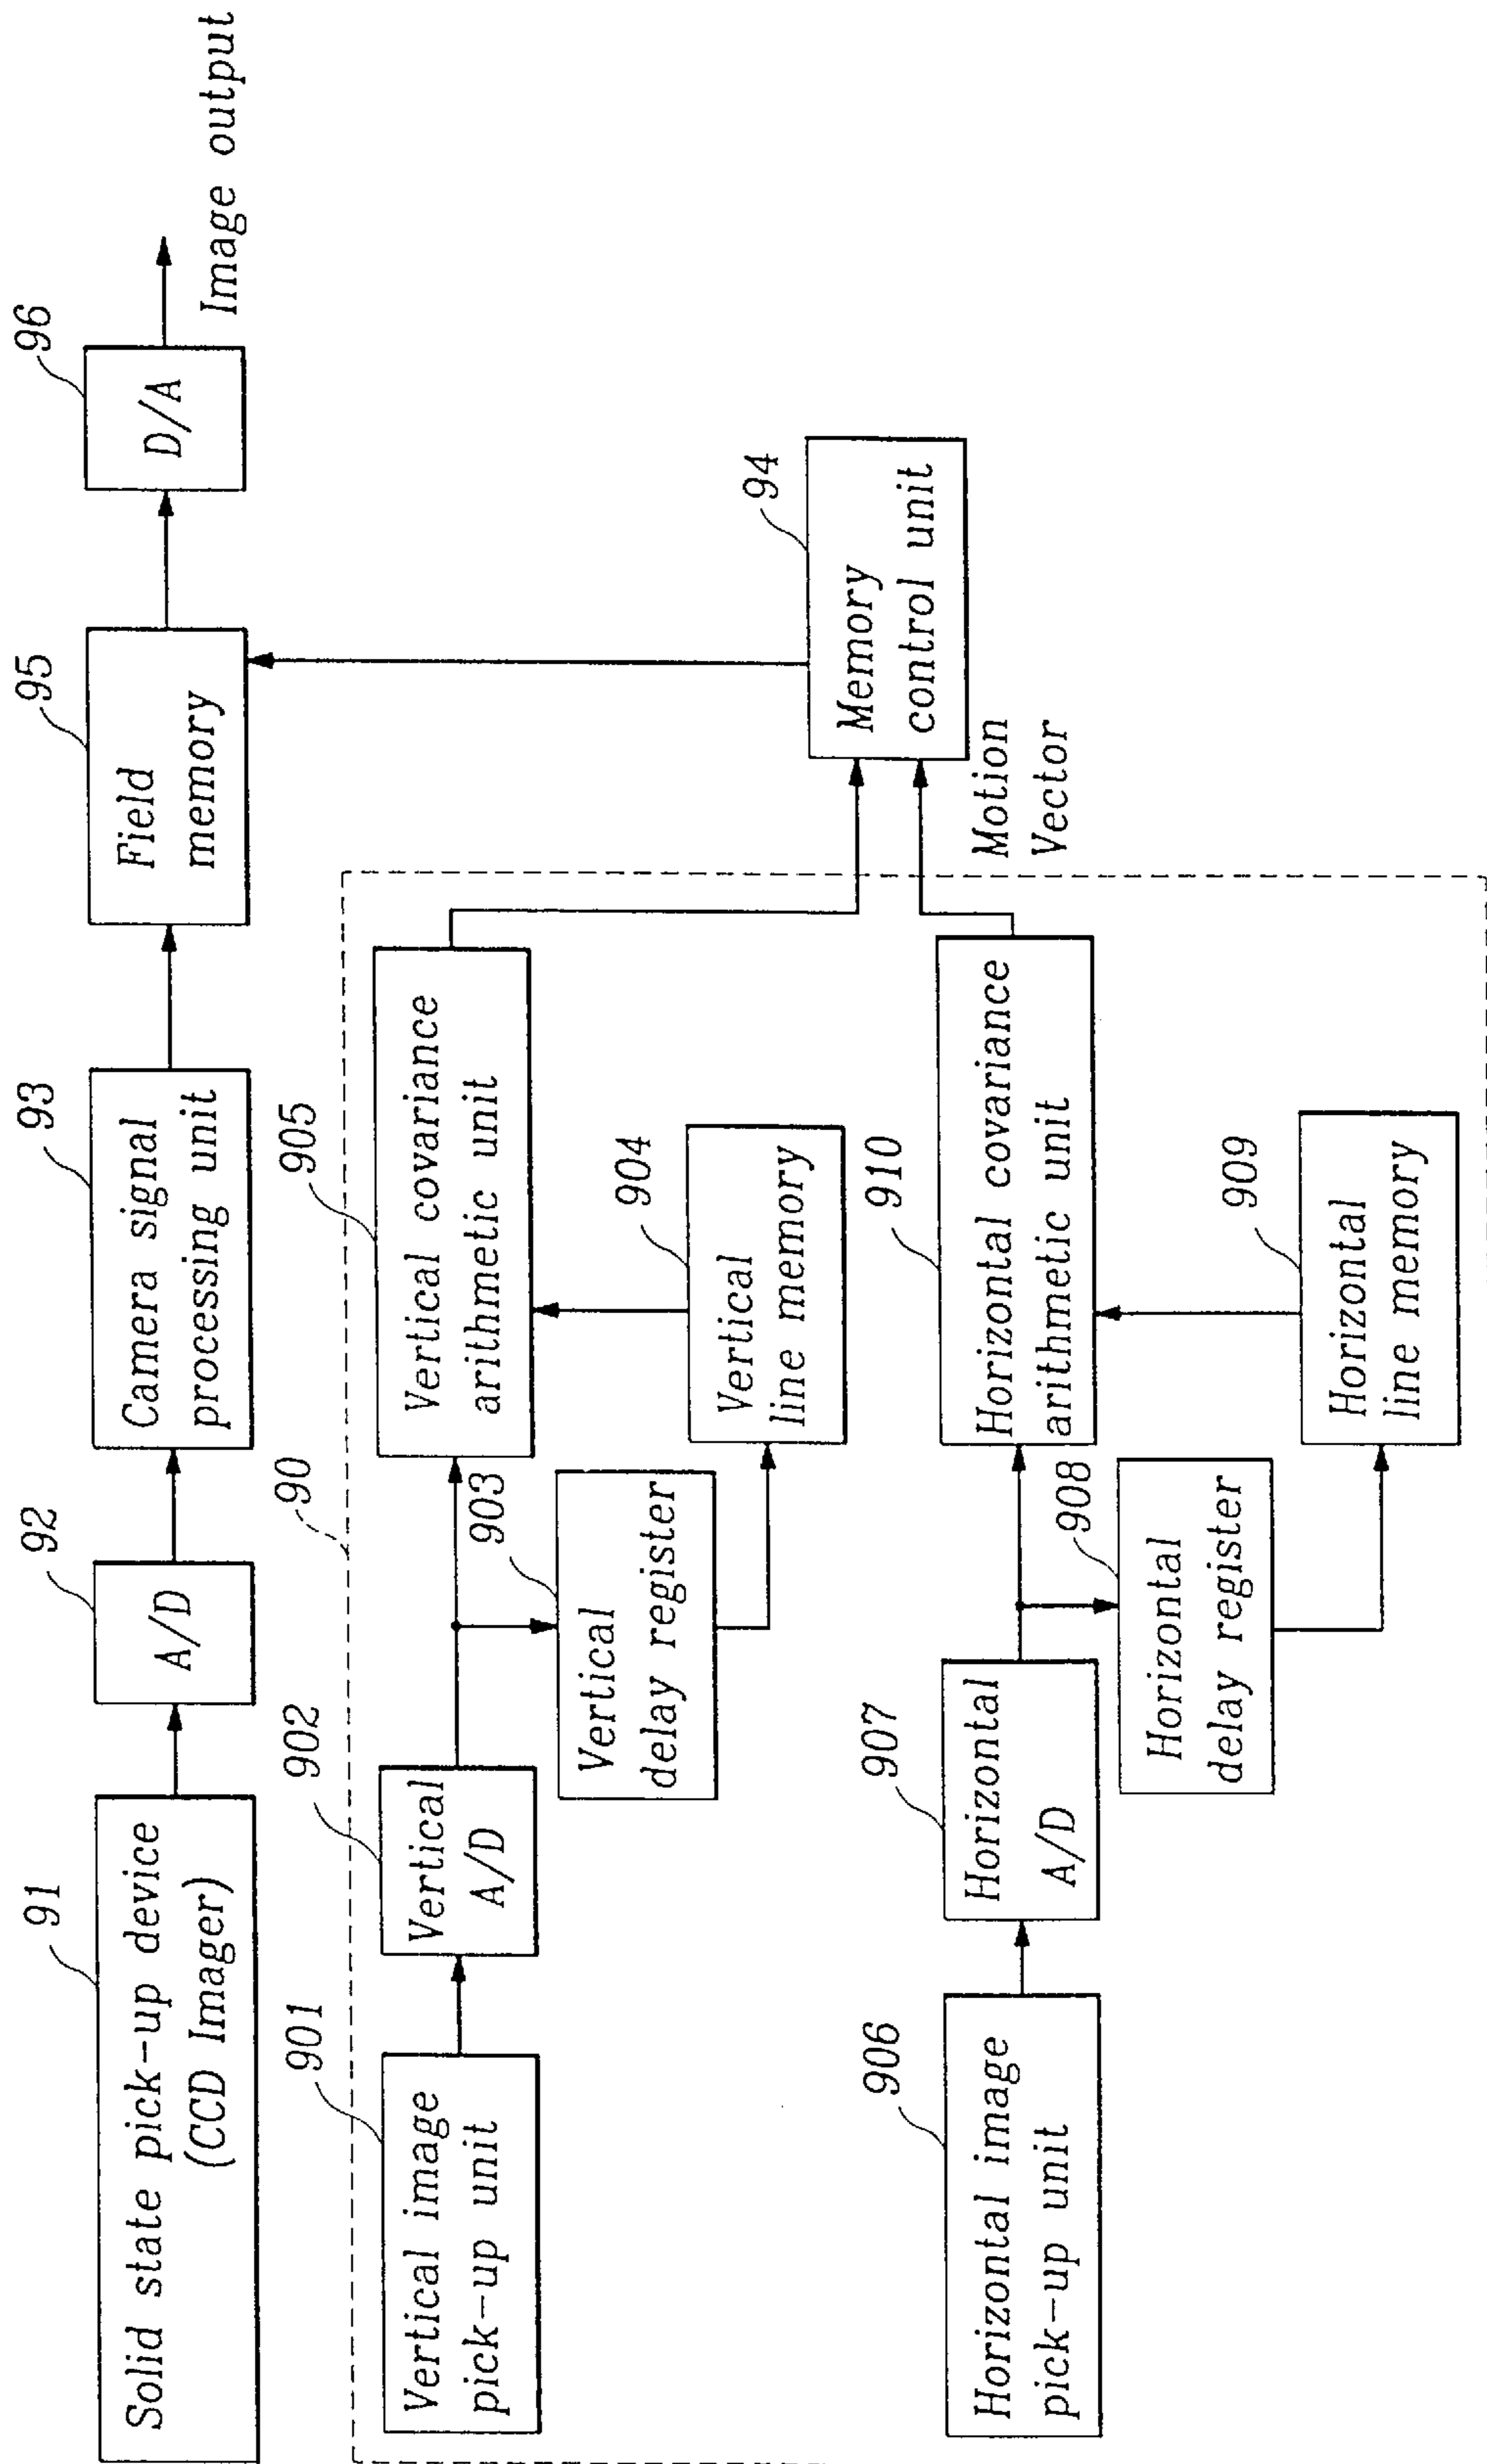 91
Solid state pick-up device
(CCD Imager)
92
A/D
93
Camera signal
processing unit
95
Field
memory
96
D/A
Image output
90
901
Vertical image
pick-up unit
902
Vertical
A/D
903
Vertical
delay register
904
Vertical
line memory
905
Vertical covariance
arithmetic unit
94
Memory
control unit
Motion
Vector
906
Horizontal image
pick-up unit
907
Horizontal
A/D
908
Horizontal
delay register
909
Horizontal
line memory
910
Horizontal covariance
arithmetic unit